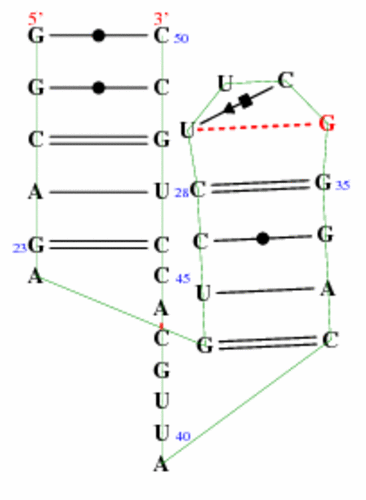 5' 3'
G C 50
G C
U C
C G U G
A U 28 C G 35
23 G C C G
A C 45
A U A
C G C
G
U
U 40
A